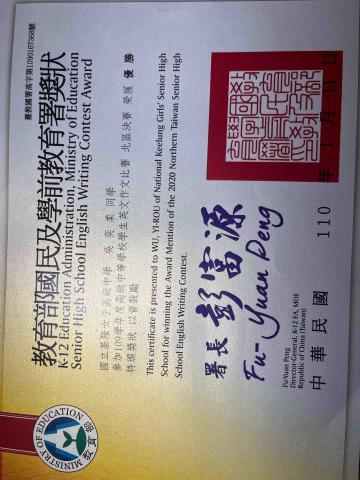 臺教國署高字第1090167368號
教育部國民及學前教育署獎狀
K-12 Education Administration, Ministry of Education
Senior High School English Writing Contest Award
國立基隆女子高級中學 吳奕柔 同學
參加109學年度高級中等學校學生英文作文比賽 北區決賽 榮獲 優勝
特頒獎狀 以資鼓勵
This certificate is presented to WU, YI-ROU of National Keelung Girls' Senior High
School for winning the Award Mention of the 2020 Northern Taiwan Senior High
School English Writing Contest.
署長 彭富源
Fu-Yuan Peng
Fu-Yuan Peng
Director-General, K-12 EA, MOE
Republic of China (Taiwan)
中華民國 110 年 1 月 11 日
MINISTRY OF EDUCATION
教育部